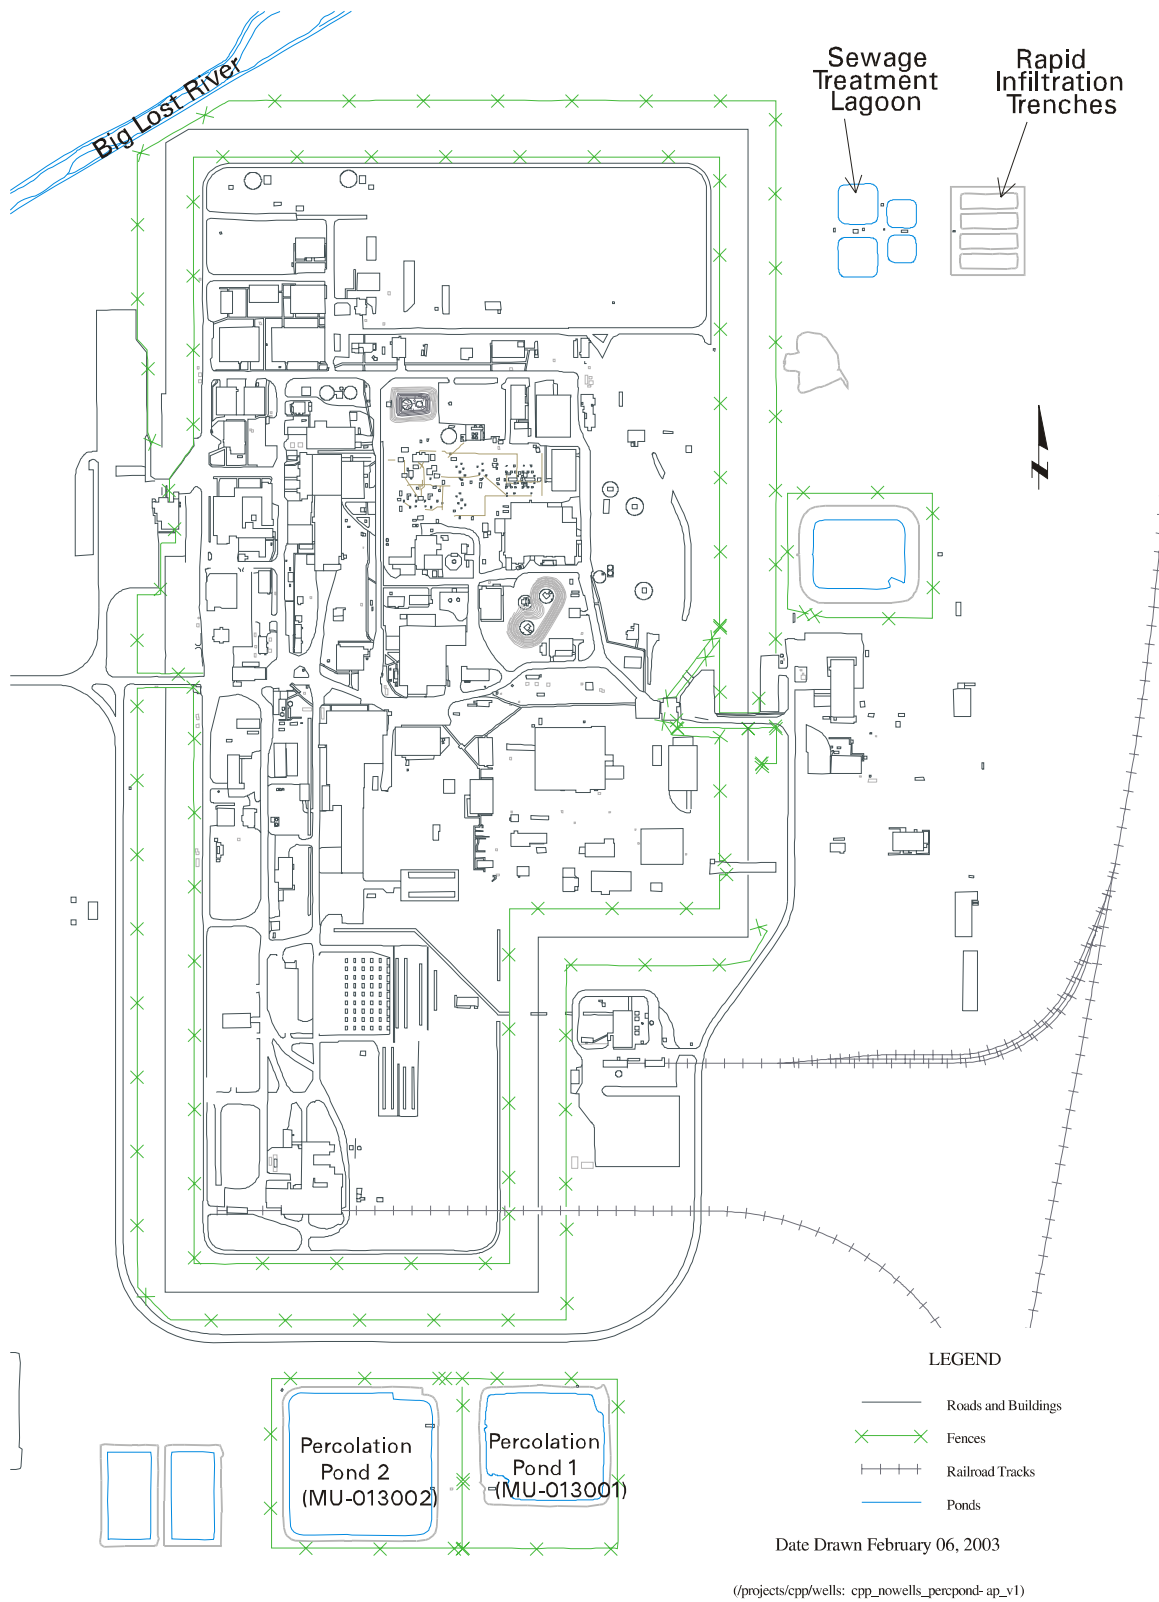 Big Lost River
Sewage
Treatment
Lagoon
Rapid
Infiltration
Trenches
Percolation
Pond 2
(MU-013002)
Percolation
Pond 1
(MU-013001)
LEGEND
Roads and Buildings
Fences
Railroad Tracks
Ponds
Date Drawn February 06, 2003
(/projects/cpp/wells: cpp_nowells_percpond- ap_v1)